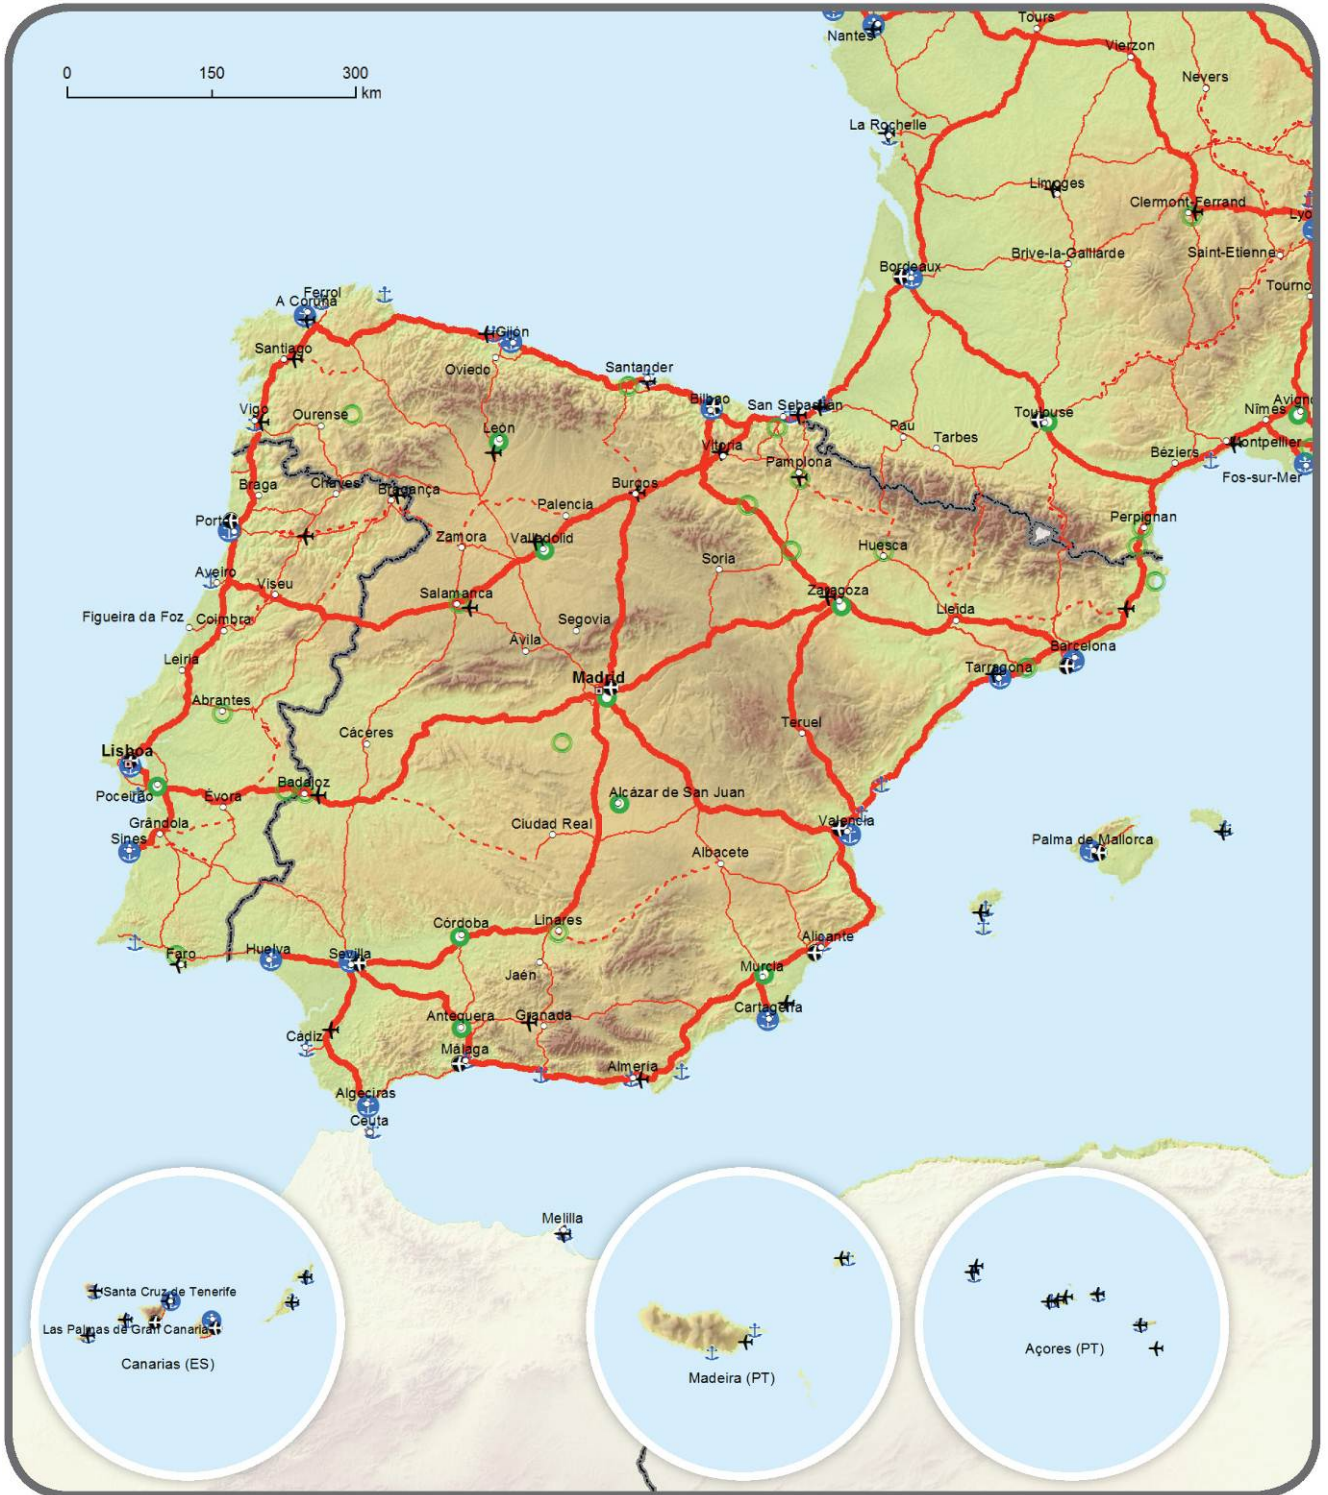 0 150 300
km
Tours
Nantes
Vierzon
Nevers
La Rochelle
Limoges
Clermont-Ferrand
Bordeaux
Brive-la-Gaillarde
Saint-Etienne
Ferrol
A Coruña
Gijón
Santiago
Oviedo
Santander
Bilbao
San Sebastián
Vigo
Ourense
León
Vitoria
Pau
Tarbes
Toulouse
Nîmes
Montpellier
Béziers
Fos-sur-Mer
Pamplona
Burgos
Braga
Chaves
Bragança
Palencia
Perpignan
Porto
Zamora
Valladolid
Soria
Huesca
Aveiro
Viseu
Salamanca
Zaragoza
Lleida
Figueira da Foz
Coimbra
Segovia
Ávila
Barcelona
Leiria
Tarragona
Madrid
Abrantes
Teruel
Cáceres
Lisboa
Poceirão
Évora
Badajoz
Alcázar de San Juan
Grândola
Sines
Ciudad Real
Valencia
Albacete
Palma de Mallorca
Córdoba
Linares
Faro
Huelva
Sevilla
Alicante
Jaén
Murcia
Antequera
Granada
Cartagena
Cádiz
Málaga
Almería
Algeciras
Ceuta
Melilla
Santa Cruz de Tenerife
Las Palmas de Gran Canaria
Canarias (ES)
Madeira (PT)
Açores (PT)